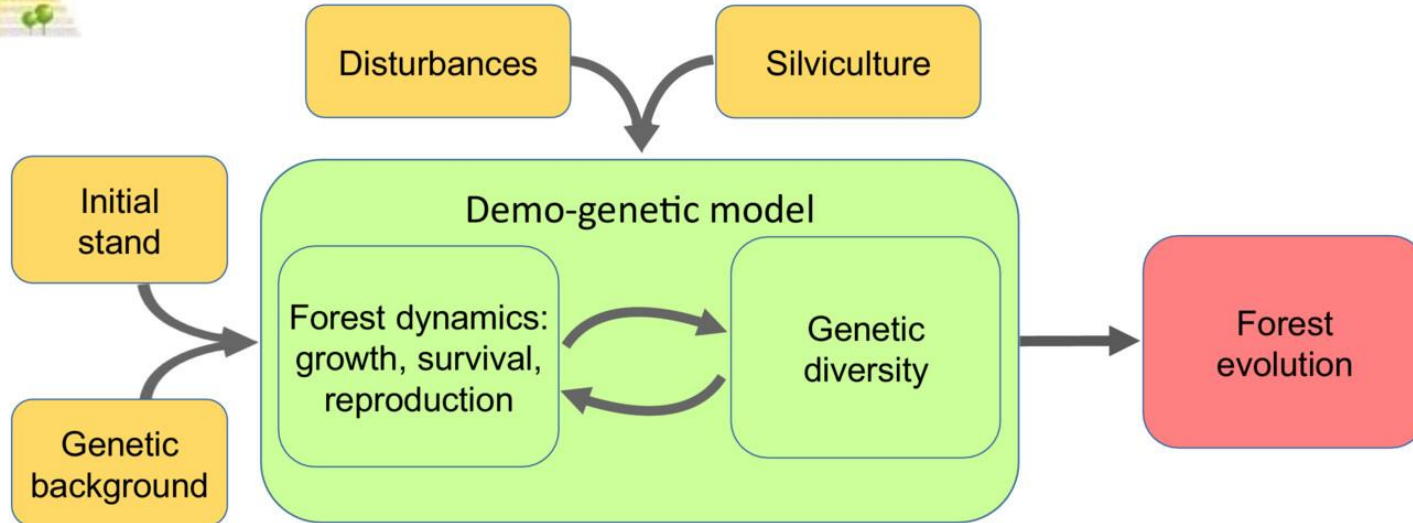 Disturbances
Silviculture
Initial
stand
Demo-genetic model
Forest dynamics:
growth, survival,
reproduction
Genetic
diversity
Forest
evolution
Genetic
background